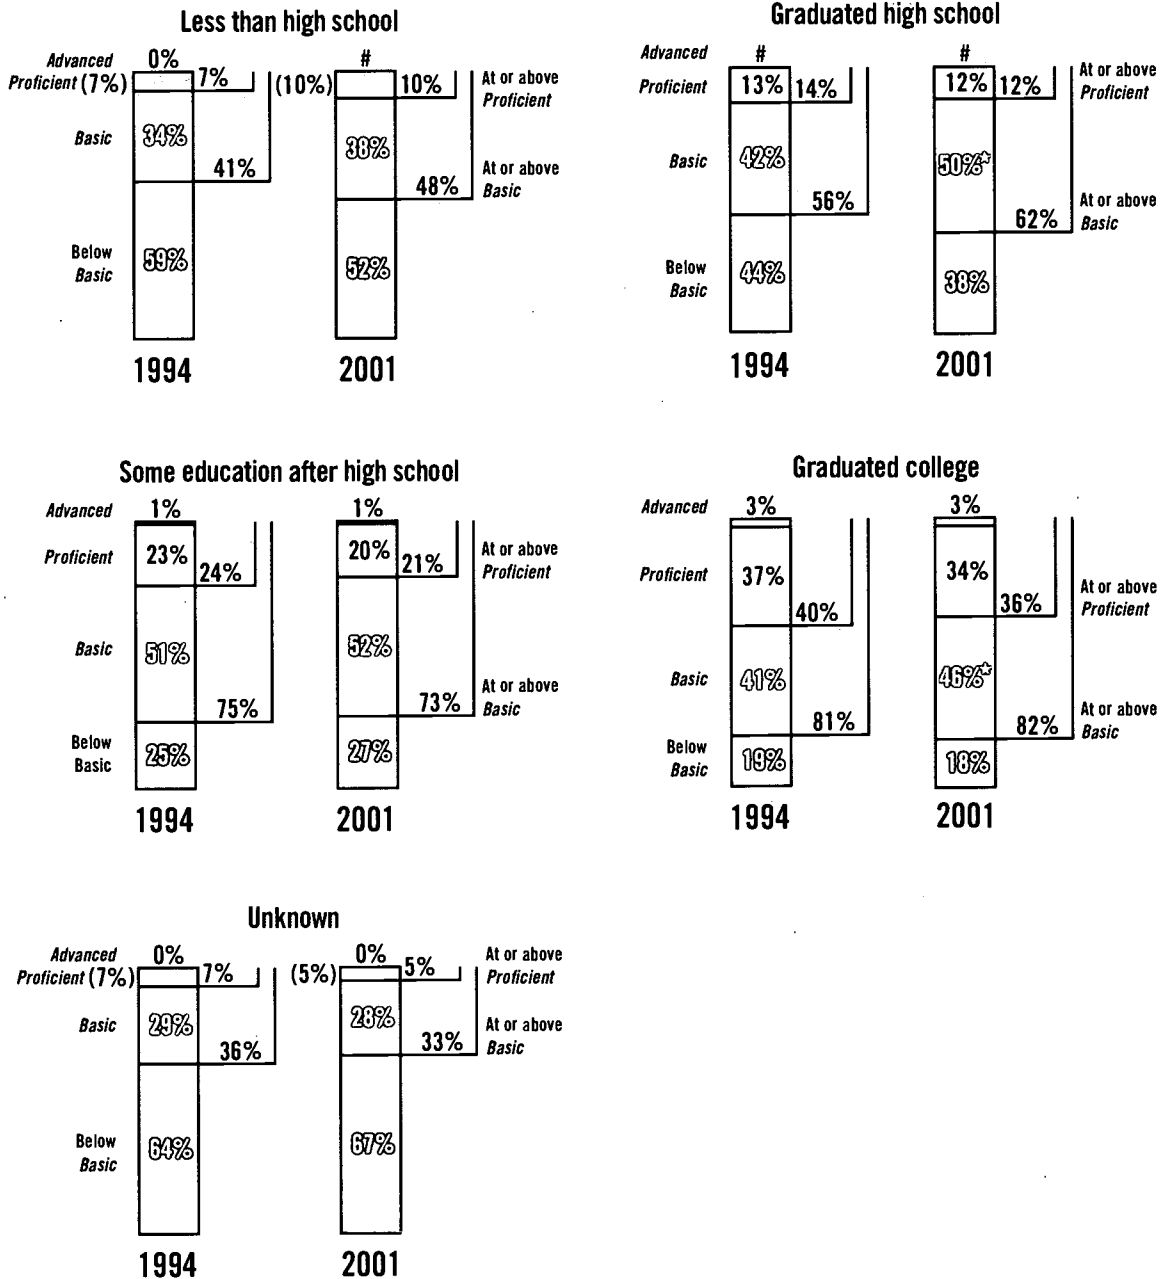 Less than high school
Advanced 0% #
Proficient (7%) 7% (10%) 10% At or above
Proficient
Basic 34% 38%
41% 48% At or above
Basic
Below
Basic 59% 52%
1994 2001
Graduated high school
Advanced # #
Proficient 13% 14% 12% 12% At or above
Proficient
Basic 42% 50%*
56% 62% At or above
Basic
Below
Basic 44% 38%
1994 2001
Some education after high school
Advanced 1% 1%
Proficient 23% 24% 20% 21% At or above
Proficient
Basic 51% 52%
75% 73% At or above
Basic
Below
Basic 25% 27%
1994 2001
Graduated college
Advanced 3% 3%
Proficient 37% 34%
40% 36% At or above
Proficient
Basic 41% 46%*
81% 82% At or above
Basic
Below
Basic 19% 18%
1994 2001
Unknown
Advanced 0% 0%
Proficient (7%) 7% (5%) 5% At or above
Proficient
Basic 29% 28%
36% 33% At or above
Basic
Below
Basic 64% 67%
1994 2001